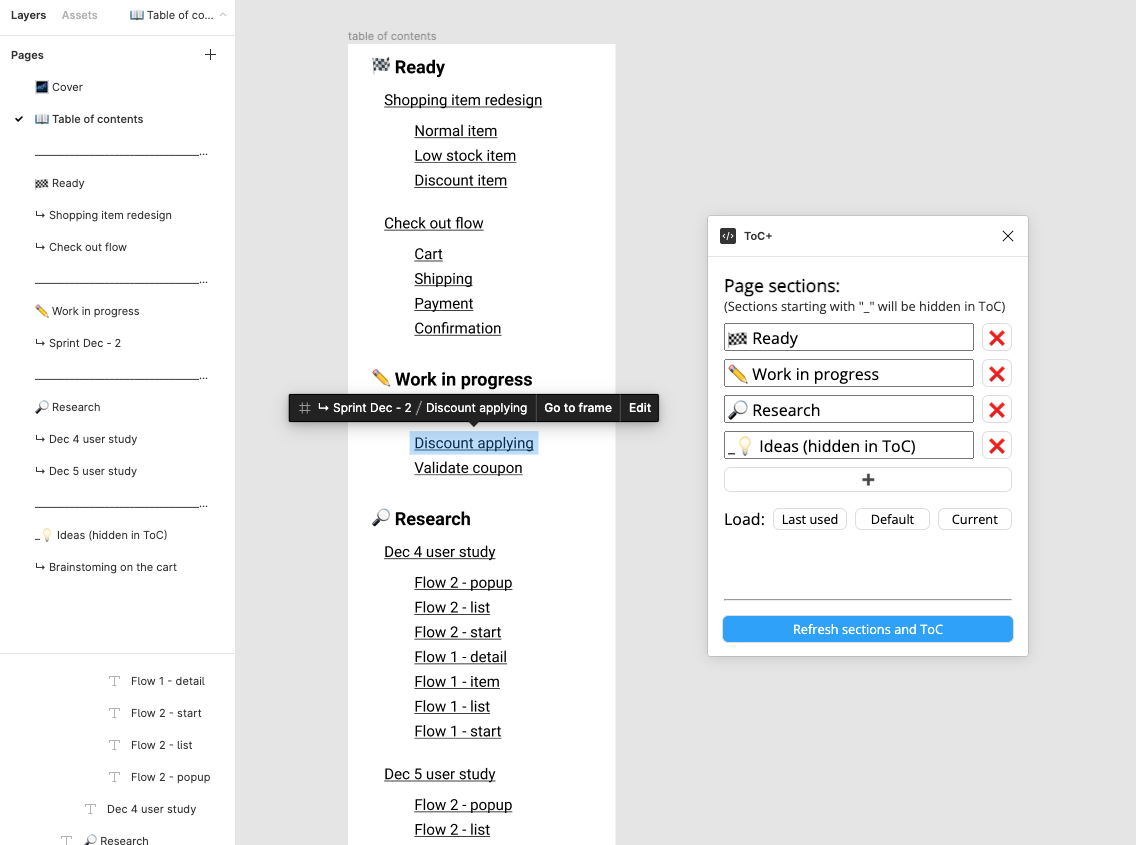 Layers Assets 📖 Table of co...
Pages
Cover
📖 Table of contents
______________________________...
🏁 Ready
↳ Shopping item redesign
↳ Check out flow
______________________________...
✏️ Work in progress
↳ Sprint Dec - 2
______________________________...
🔎 Research
↳ Dec 4 user study
↳ Dec 5 user study
______________________________...
_💡 Ideas (hidden in ToC)
↳ Brainstoming on the cart
Flow 1 - detail
Flow 2 - start
Flow 2 - list
Flow 2 - popup
Dec 4 user study
🔎 Research
table of contents
🏁 Ready
Shopping item redesign
Normal item
Low stock item
Discount item
Check out flow
Cart
Shipping
Payment
Confirmation
✏️ Work in progress
↳ Sprint Dec - 2 / Discount applying Go to frame Edit
Discount applying
Validate coupon
🔎 Research
Dec 4 user study
Flow 2 - popup
Flow 2 - list
Flow 2 - start
Flow 1 - detail
Flow 1 - item
Flow 1 - list
Flow 1 - start
Dec 5 user study
Flow 2 - popup
Flow 2 - list
ToC+
Page sections:
(Sections starting with "_" will be hidden in ToC)
🏁 Ready
✏️ Work in progress
🔎 Research
_💡 Ideas (hidden in ToC)
Load: Last used Default Current
Refresh sections and ToC